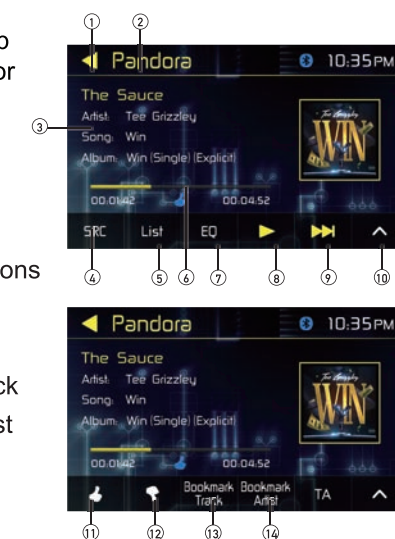 ① ②
o
or
Pandora 10:35PM
The Sauce
Artist: Tee Grizzley
③
Song: Win
Album: Win (Single) (Explicit)
WIN
00:01:42 00:04:52
SRC List EQ
④ ⑤ ⑥ ⑦ ⑧ ⑨ ⑩
ons
Pandora 10:35PM
The Sauce
ck
Artist: Tee Grizzley
st
Song: Win
Album: Win (Single) (Explicit)
WIN
00:01:42 00:04:52
Bookmark Track Bookmark Artist TA
⑪ ⑫ ⑬ ⑭